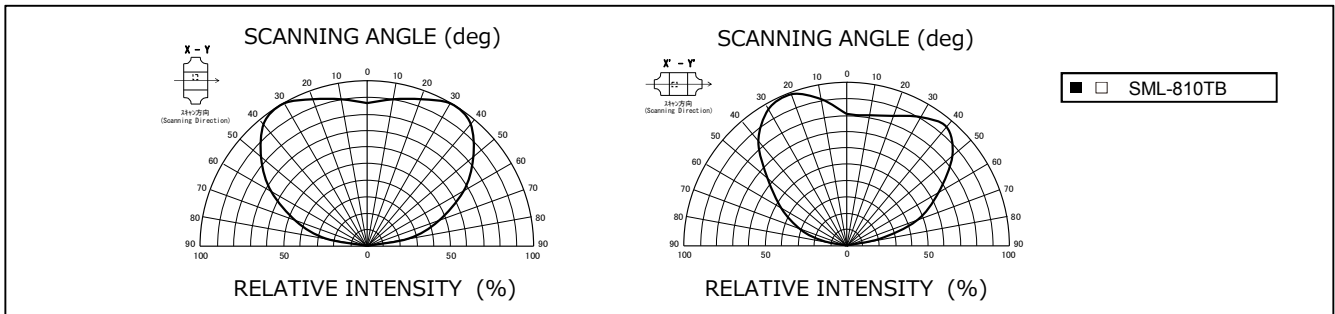 SCANNING ANGLE (deg)
X - Y
スキャン方向
(Scanning Direction)
0
10 10
20 20
30 30
40 40
50 50
60 60
70 70
80 80
90 90
100 50 0 50 100
RELATIVE INTENSITY (%)
SCANNING ANGLE (deg)
X' - Y'
スキャン方向
(Scanning Direction)
0
10 10
20 20
30 30
40 40
50 50
60 60
70 70
80 80
90 90
100 50 0 50 100
RELATIVE INTENSITY (%)
■ □ SML-810TB